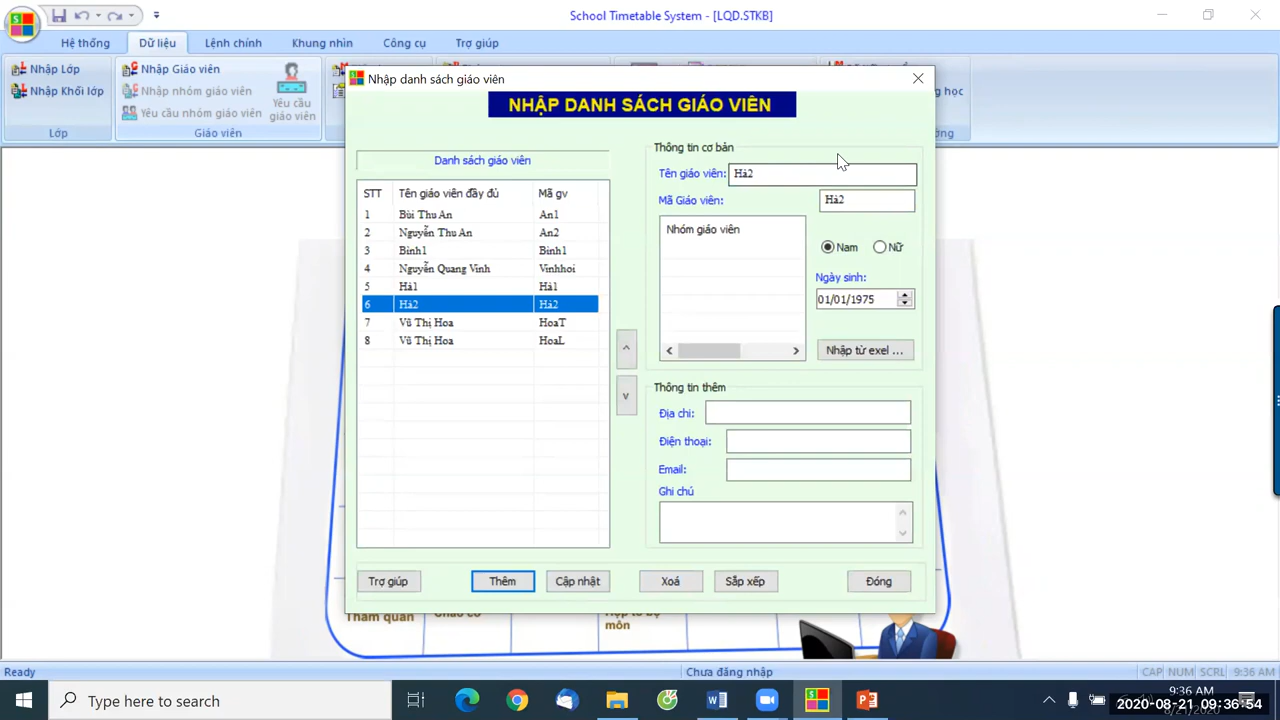 School Timetable System - [LQD.STKB]
Hệ thống Dữ liệu Lệnh chính Khung nhìn Công cụ Trợ giúp
Nhập Lớp
Nhập Khối lớp
Lớp
Nhập Giáo viên
Nhập nhóm giáo viên
Yêu cầu nhóm giáo viên
Yêu cầu
giáo viên
Giáo viên
Nhập danh sách giáo viên
NHẬP DANH SÁCH GIÁO VIÊN
Danh sách giáo viên
STT Tên giáo viên đầy đủ Mã gv
1 Bùi Thu An An1
2 Nguyễn Thu An An2
3 Bình1 Bình1
4 Nguyễn Quang Vinh Vinhhoi
5 Hà1 Hà1
6 Hà2 Hà2
7 Vũ Thị Hoa HoaT
8 Vũ Thị Hoa HoaL
Thông tin cơ bản
Tên giáo viên: Hà2
Mã Giáo viên: Hà2
Nhóm giáo viên
Nam Nữ
Ngày sinh:
01/01/1975
Nhập từ exel ...
Thông tin thêm
Địa chỉ:
Điện thoại:
Email:
Ghi chú
Trợ giúp Thêm Cập nhật Xoá Sắp xếp Đóng
Tham quan
môn
Ready Chưa đăng nhập CAP NUM SCRL 9:36 AM
Type here to search
9:36 AM
2020-08-21 09:36:54